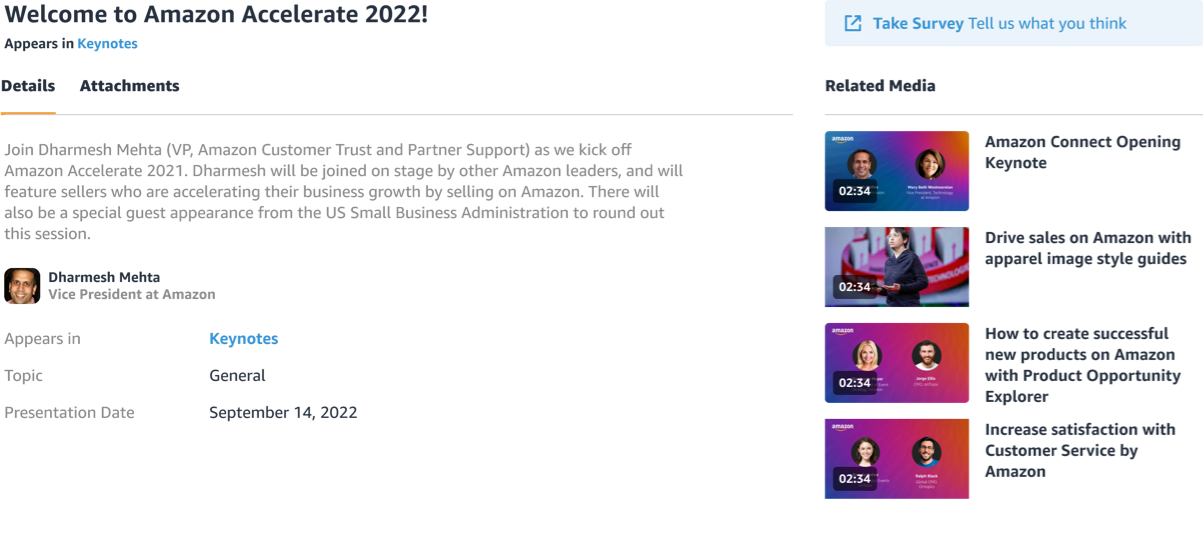 Welcome to Amazon Accelerate 2022!
Appears in Keynotes
Details Attachments
Join Dharmesh Mehta (VP, Amazon Customer Trust and Partner Support) as we kick off
Amazon Accelerate 2021. Dharmesh will be joined on stage by other Amazon leaders, and will
feature sellers who are accelerating their business growth by selling on Amazon. There will
also be a special guest appearance from the US Small Business Administration to round out
this session.
Dharmesh Mehta
Vice President at Amazon
Appears in Keynotes
Topic General
Presentation Date September 14, 2022
Take Survey Tell us what you think
Related Media
amazon
Mary Beth Westmoreland
Vice President, Technology
at Amazon
02:34
Amazon Connect Opening
Keynote
02:34
Drive sales on Amazon with
apparel image style guides
amazon
Jorge Ellis
02:34
How to create successful
new products on Amazon
with Product Opportunity
Explorer
amazon
Ralph Black
02:34
Increase satisfaction with
Customer Service by
Amazon